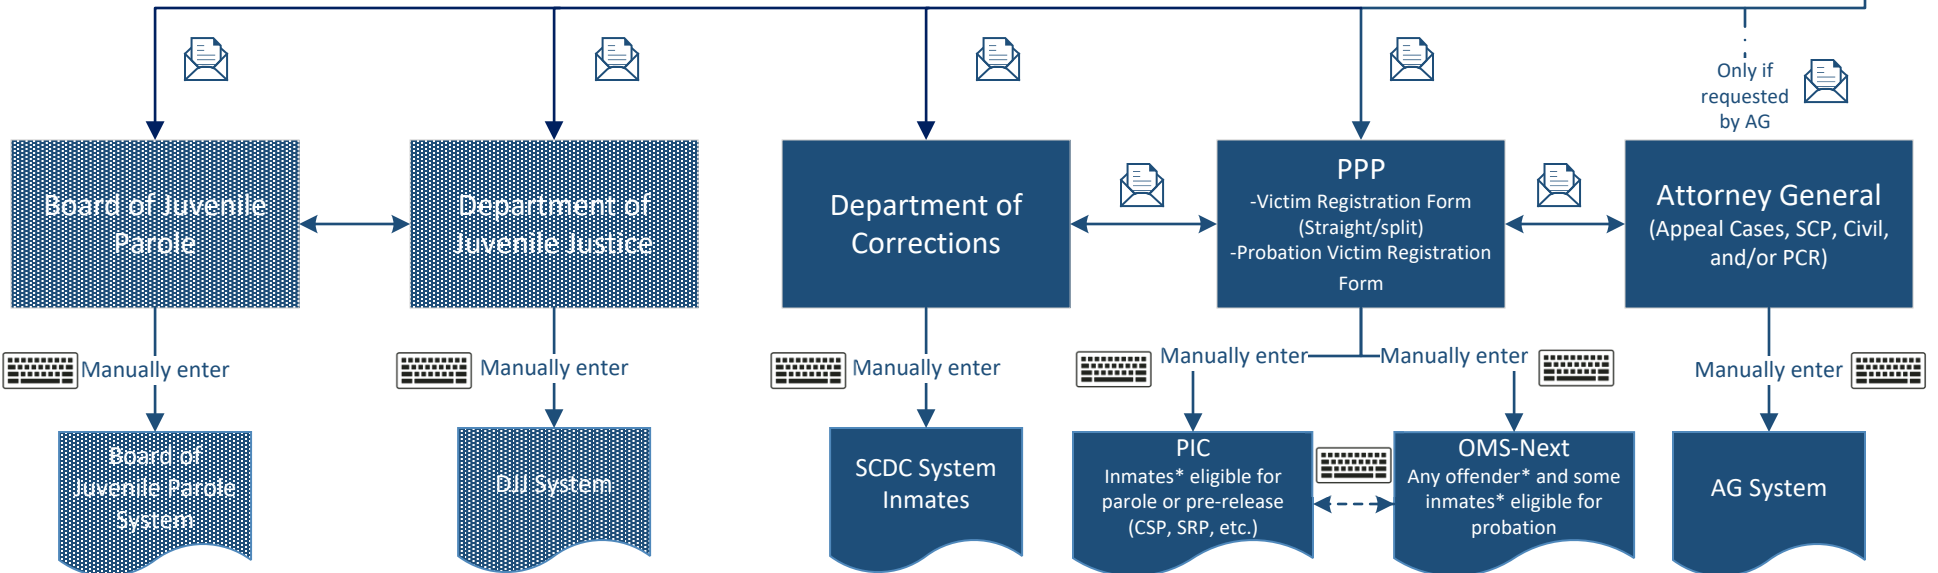 Only if
requested
by AG
Board of Juvenile
Parole
Department of
Juvenile Justice
Department of
Corrections
PPP
-Victim Registration Form
(Straight/split)
-Probation Victim Registration
Form
Attorney General
(Appeal Cases, SCP, Civil,
and/or PCR)
Manually enter
Manually enter
Manually enter
Manually enter
Manually enter
Manually enter
Board of
Juvenile Parole
System
DJJ System
SCDC System
Inmates
PIC
Inmates* eligible for
parole or pre-release
(CSP, SRP, etc.)
OMS-Next
Any offender* and some
inmates* eligible for
probation
AG System